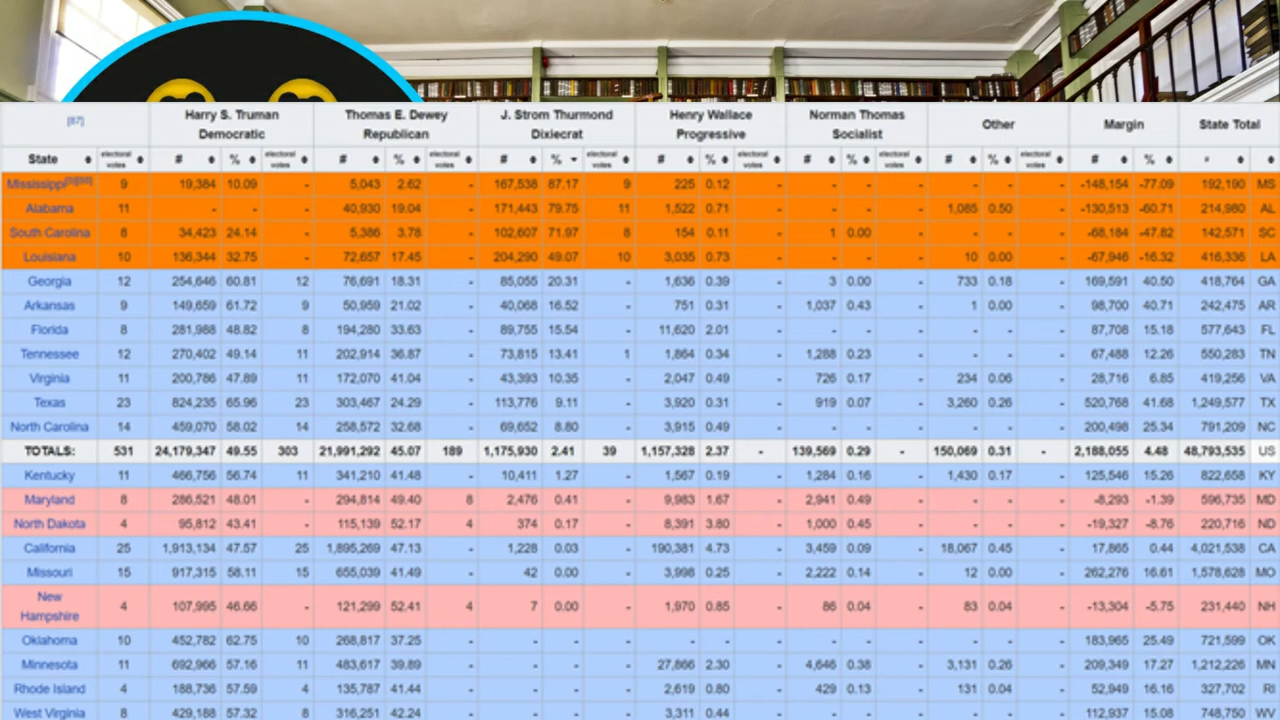 [87] Harry S. Truman Democratic Thomas E. Dewey Republican J. Strom Thurmond Dixiecrat Henry Wallace Progressive Norman Thomas Socialist Other Margin State Total
State electoral votes # % electoral votes # % electoral votes # % electoral votes # % electoral votes # % electoral votes # % electoral votes # % #
Mississippi 9 19,384 10.09 - 5,043 2.62 - 167,538 87.17 9 225 0.12 - - - - - - - -148,154 -77.09 192,190 MS
Alabama 11 - - - 40,930 19.04 - 171,443 79.75 11 1,522 0.71 - - - - 1,085 0.50 - -130,513 -60.71 214,980 AL
South Carolina 8 34,423 24.14 - 5,386 3.78 - 102,607 71.97 8 154 0.11 - 1 0.00 - - - - -68,184 -47.82 142,571 SC
Louisiana 10 136,344 32.75 - 72,657 17.45 - 204,290 49.07 10 3,035 0.73 - - - - 10 0.00 - -67,946 -16.32 416,336 LA
Georgia 12 254,646 60.81 12 76,691 18.31 - 85,055 20.31 - 1,636 0.39 - 3 0.00 - 733 0.18 - 169,591 40.50 418,764 GA
Arkansas 9 149,659 61.72 9 50,959 21.02 - 40,068 16.52 - 751 0.31 - 1,037 0.43 - 1 0.00 - 98,700 40.71 242,475 AR
Florida 8 281,988 48.82 8 194,280 33.63 - 89,755 15.54 - 11,620 2.01 - - - - - - - 87,708 15.18 577,643 FL
Tennessee 12 270,402 49.14 11 202,914 36.87 - 73,815 13.41 1 1,864 0.34 - 1,288 0.23 - - - - 67,488 12.26 550,283 TN
Virginia 11 200,786 47.89 11 172,070 41.04 - 43,393 10.35 - 2,047 0.49 - 726 0.17 - 234 0.06 - 28,716 6.85 419,256 VA
Texas 23 824,235 65.96 23 303,467 24.29 - 113,776 9.11 - 3,920 0.31 - 919 0.07 - 3,260 0.26 - 520,768 41.68 1,249,577 TX
North Carolina 14 459,070 58.02 14 258,572 32.68 - 69,652 8.80 - 3,915 0.49 - - - - - - - 200,498 25.34 791,209 NC
TOTALS: 531 24,179,347 49.55 303 21,991,292 45.07 189 1,175,930 2.41 39 1,157,328 2.37 - 139,569 0.29 - 150,069 0.31 - 2,188,055 4.48 48,793,535 US
Kentucky 11 466,756 56.74 11 341,210 41.48 - 10,411 1.27 - 1,567 0.19 - 1,284 0.16 - 1,430 0.17 - 125,546 15.26 822,658 KY
Maryland 8 286,521 48.01 - 294,814 49.40 8 2,476 0.41 - 9,983 1.67 - 2,941 0.49 - - - - -8,293 -1.39 596,735 MD
North Dakota 4 95,812 43.41 - 115,139 52.17 4 374 0.17 - 8,391 3.80 - 1,000 0.45 - - - - -19,327 -8.76 220,716 ND
California 25 1,913,134 47.57 25 1,895,269 47.13 - 1,228 0.03 - 190,381 4.73 - 3,459 0.09 - 18,067 0.45 - 17,865 0.44 4,021,538 CA
Missouri 15 917,315 58.11 15 655,039 41.49 - 42 0.00 - 3,998 0.25 - 2,222 0.14 - 12 0.00 - 262,276 16.61 1,578,628 MO
New Hampshire 4 107,995 46.66 - 121,299 52.41 4 7 0.00 - 1,970 0.85 - 86 0.04 - 83 0.04 - -13,304 -5.75 231,440 NH
Oklahoma 10 452,782 62.75 10 268,817 37.25 - - - - - - - - - - - - - 183,965 25.49 721,599 OK
Minnesota 11 692,966 57.16 11 483,617 39.89 - - - - 27,866 2.30 - 4,646 0.38 - 3,131 0.26 - 209,349 17.27 1,212,226 MN
Rhode Island 4 188,736 57.59 4 135,787 41.44 - - - - 2,619 0.80 - 429 0.13 - 131 0.04 - 52,949 16.16 327,702 RI
West Virginia 8 429,188 57.32 8 316,251 42.24 - - - - 3,311 0.44 - - - - - - - 112,937 15.08 748,750 WV